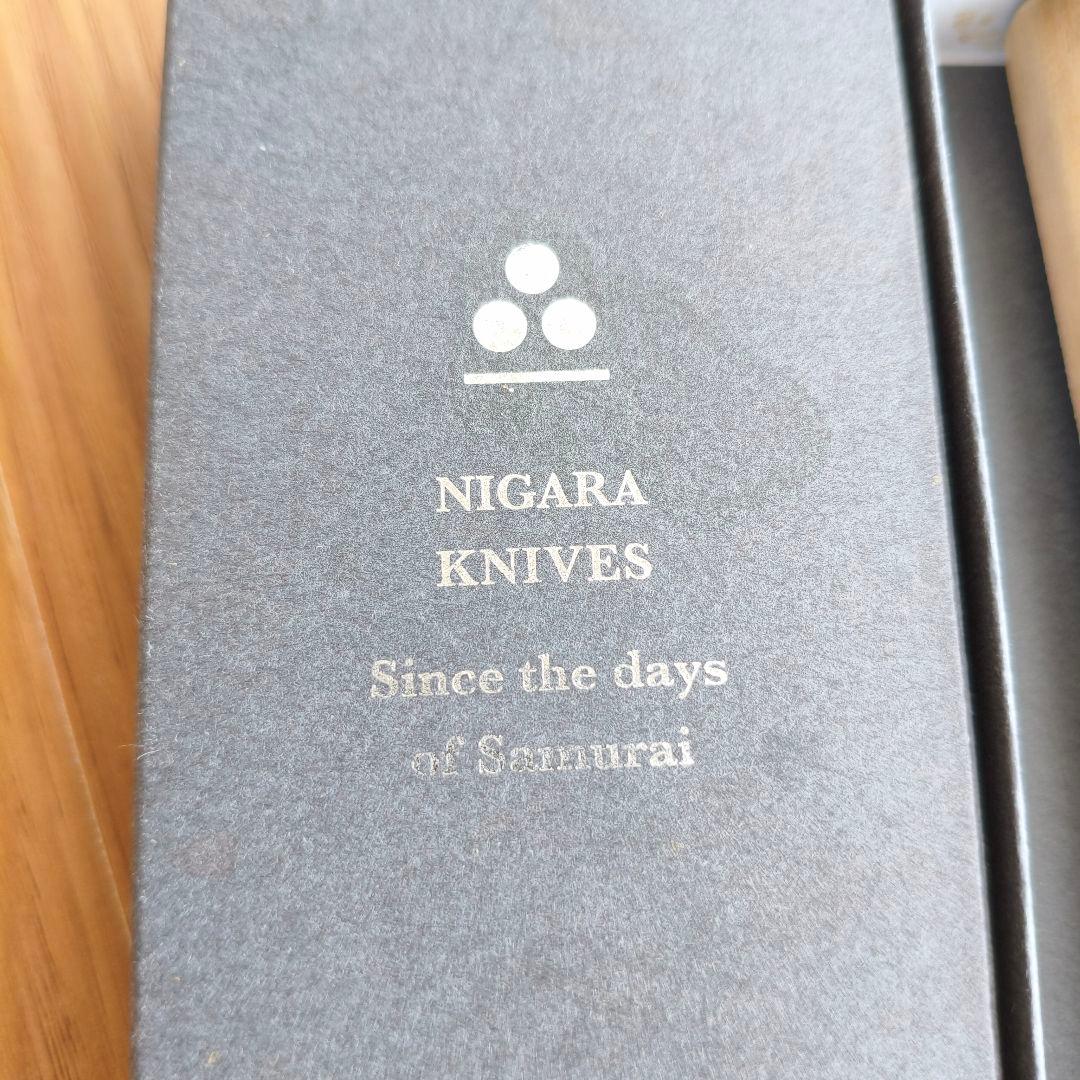 NIGARA
KNIVES
Since the days
of Samurai